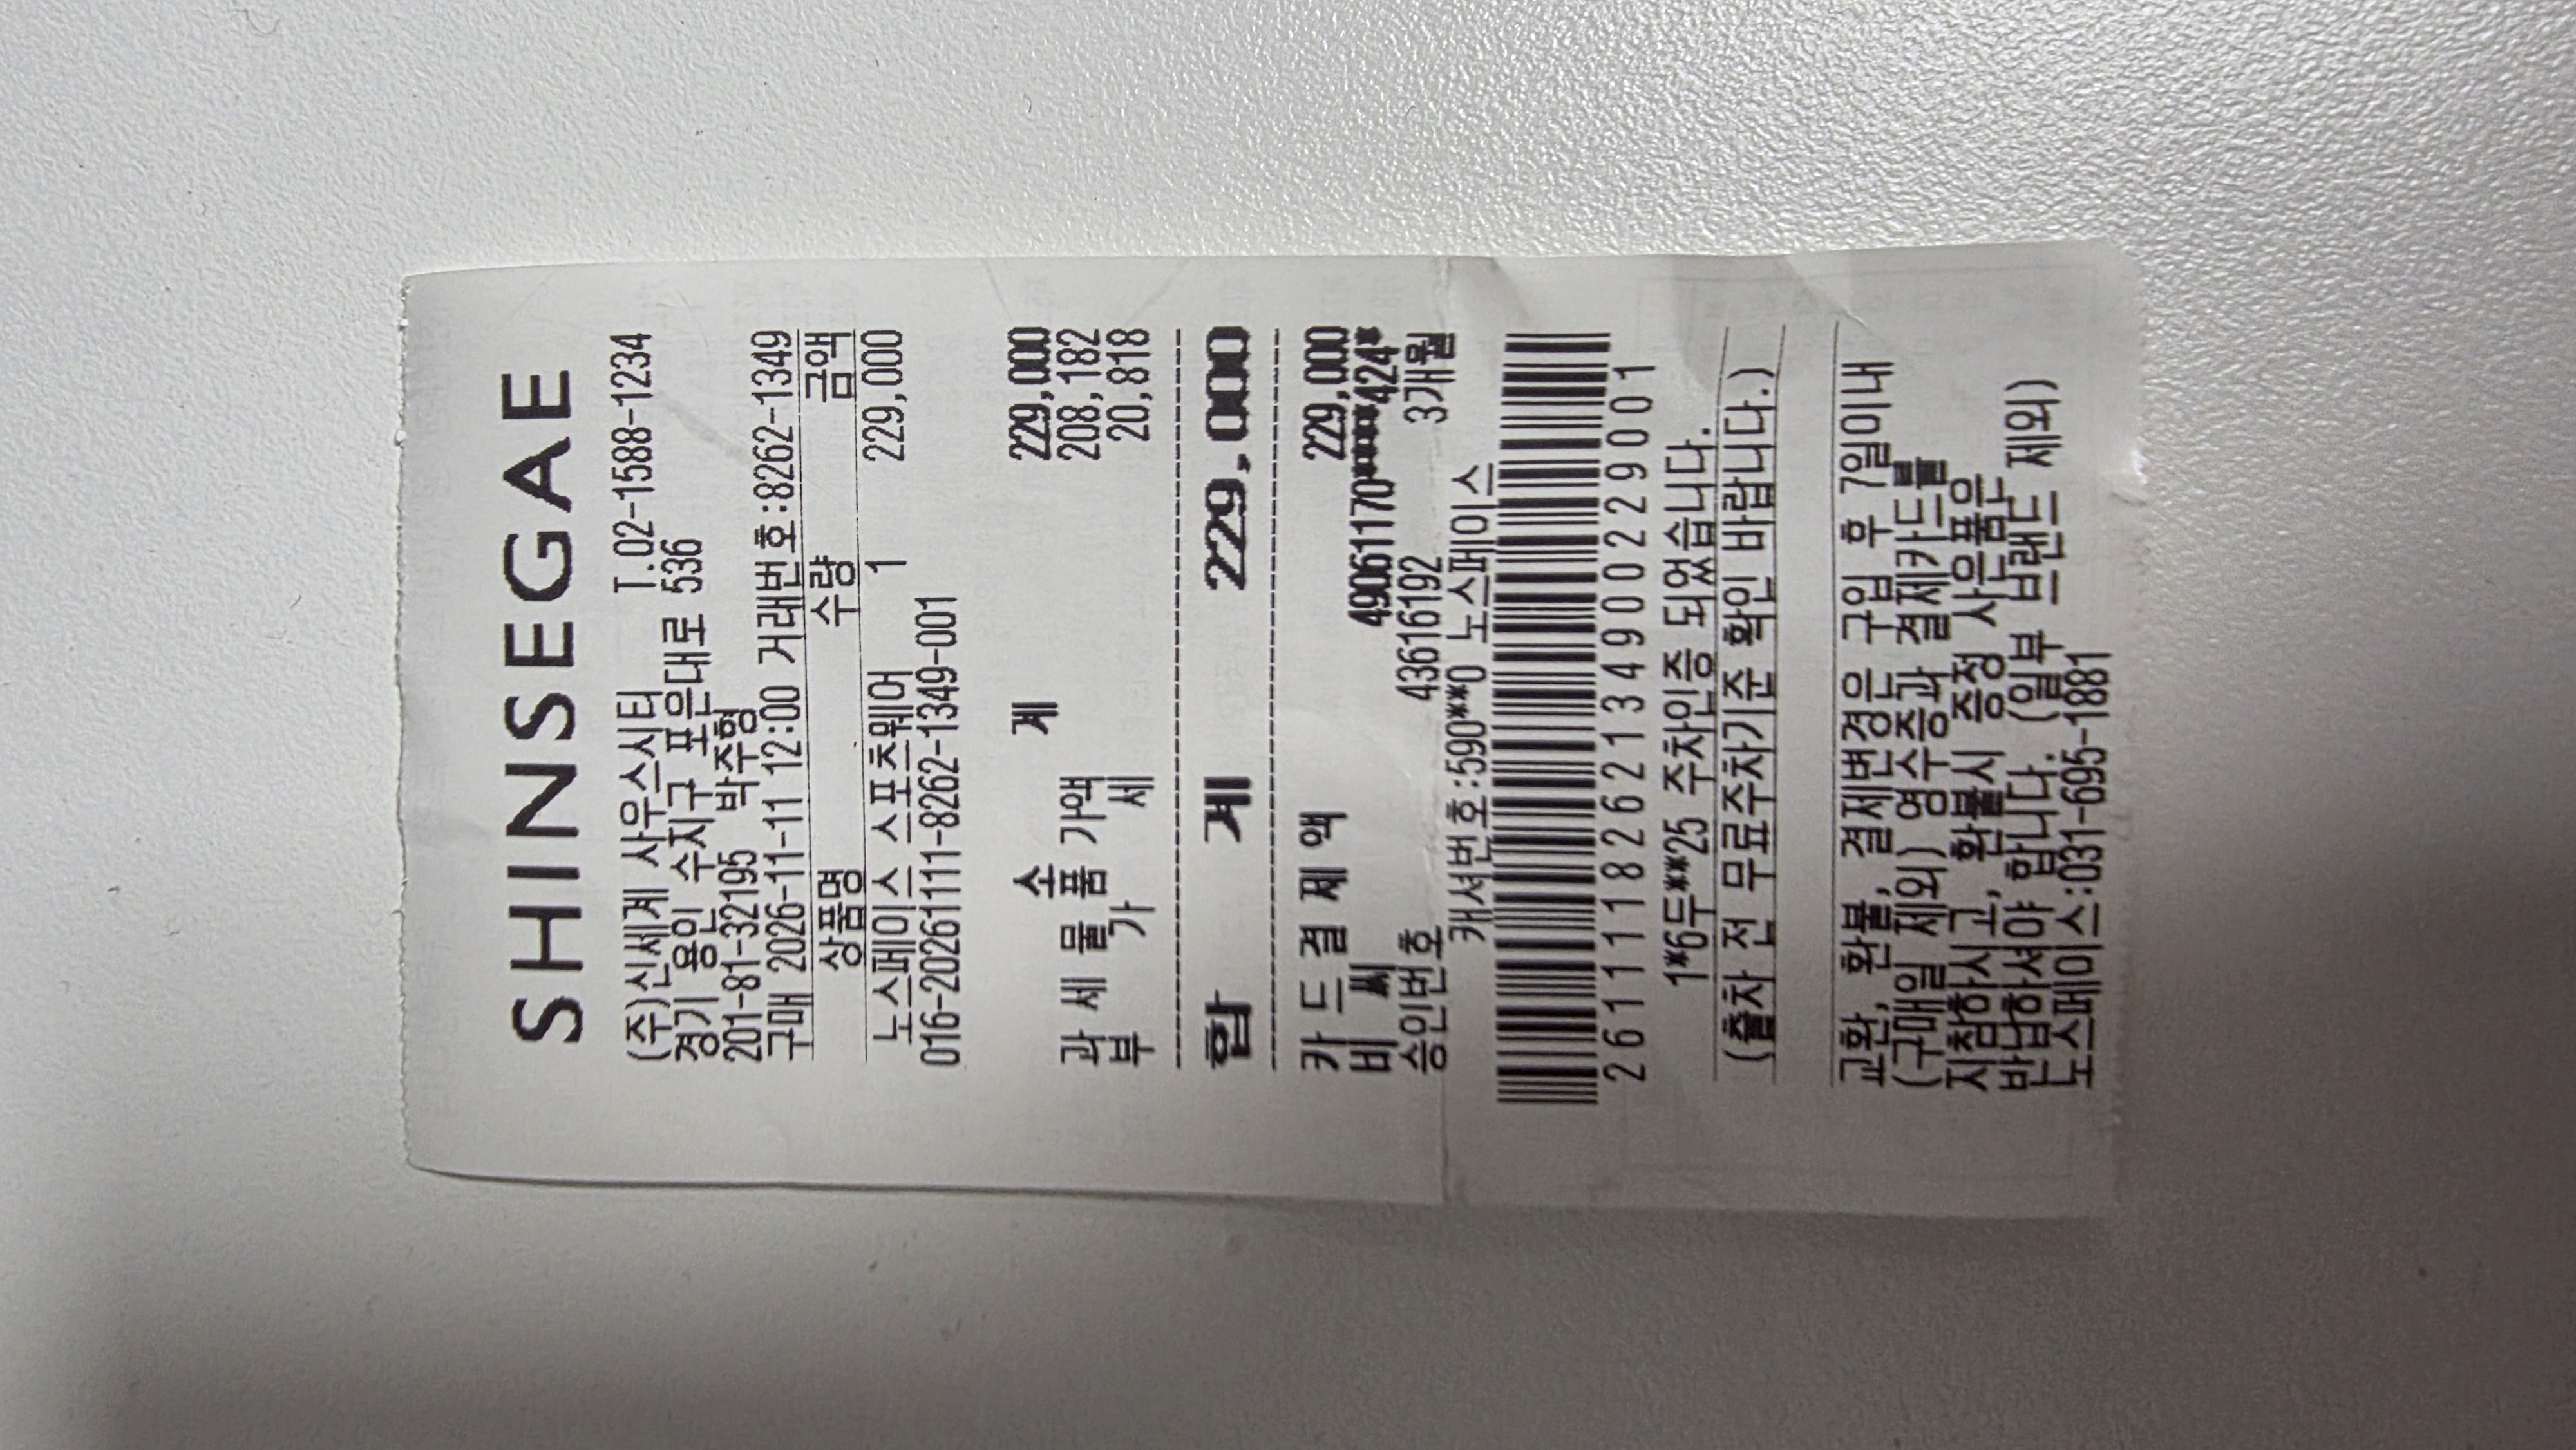 SHINSEGAE
(주)신세계 사우스시티 T.02-1588-1234
경기 용인 수지구 포은대로 536
201-81-32195 박주형
구매 2026-11-11 12:00 거래번호:8262-1349
상품명 수량 금액
노스페이스 스포츠웨어 1 229,000
016-20261111-8262-1349-001
소 계 229,000
과 세 물 품 가액 208,182
부 가 세 20,818
합 계 229,000
카 드 결 제 액 229,000
비 씨 49061170****424*
승인번호 43616192 3개월
캐셔번호:590**0 노스페이스
2611118262134900229001
1*6두**25 주차인증 되었습니다.
(출차 전 무료주차기준 확인 바랍니다.)
교환, 환불, 결제변경은 구입 후 7일이내
(구매일 제외) 영수증과 결제카드를
지참하시고, 환불시 증정 사은품은
반납하셔야 합니다. (일부 브랜드 제외)
노스페이스:031-695-1881